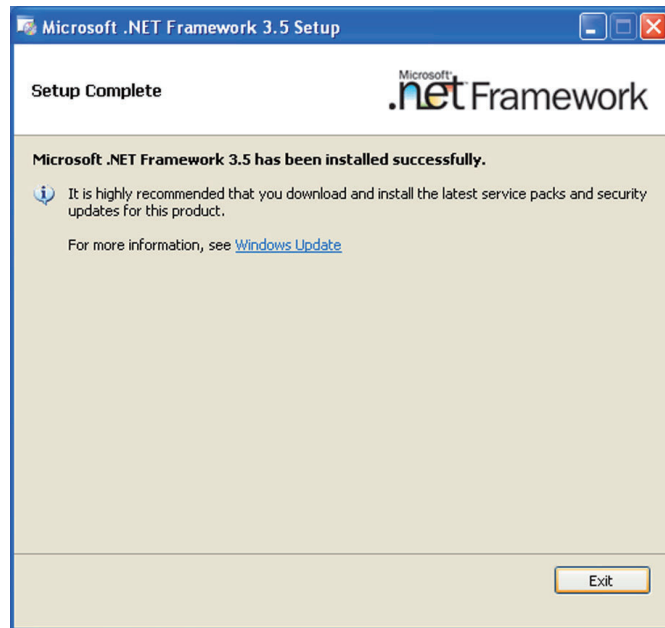 Microsoft .NET Framework 3.5 Setup
Setup Complete
Microsoft
.net Framework
Microsoft .NET Framework 3.5 has been installed successfully.
It is highly recommended that you download and install the latest service packs and security
updates for this product.
For more information, see Windows Update
Exit